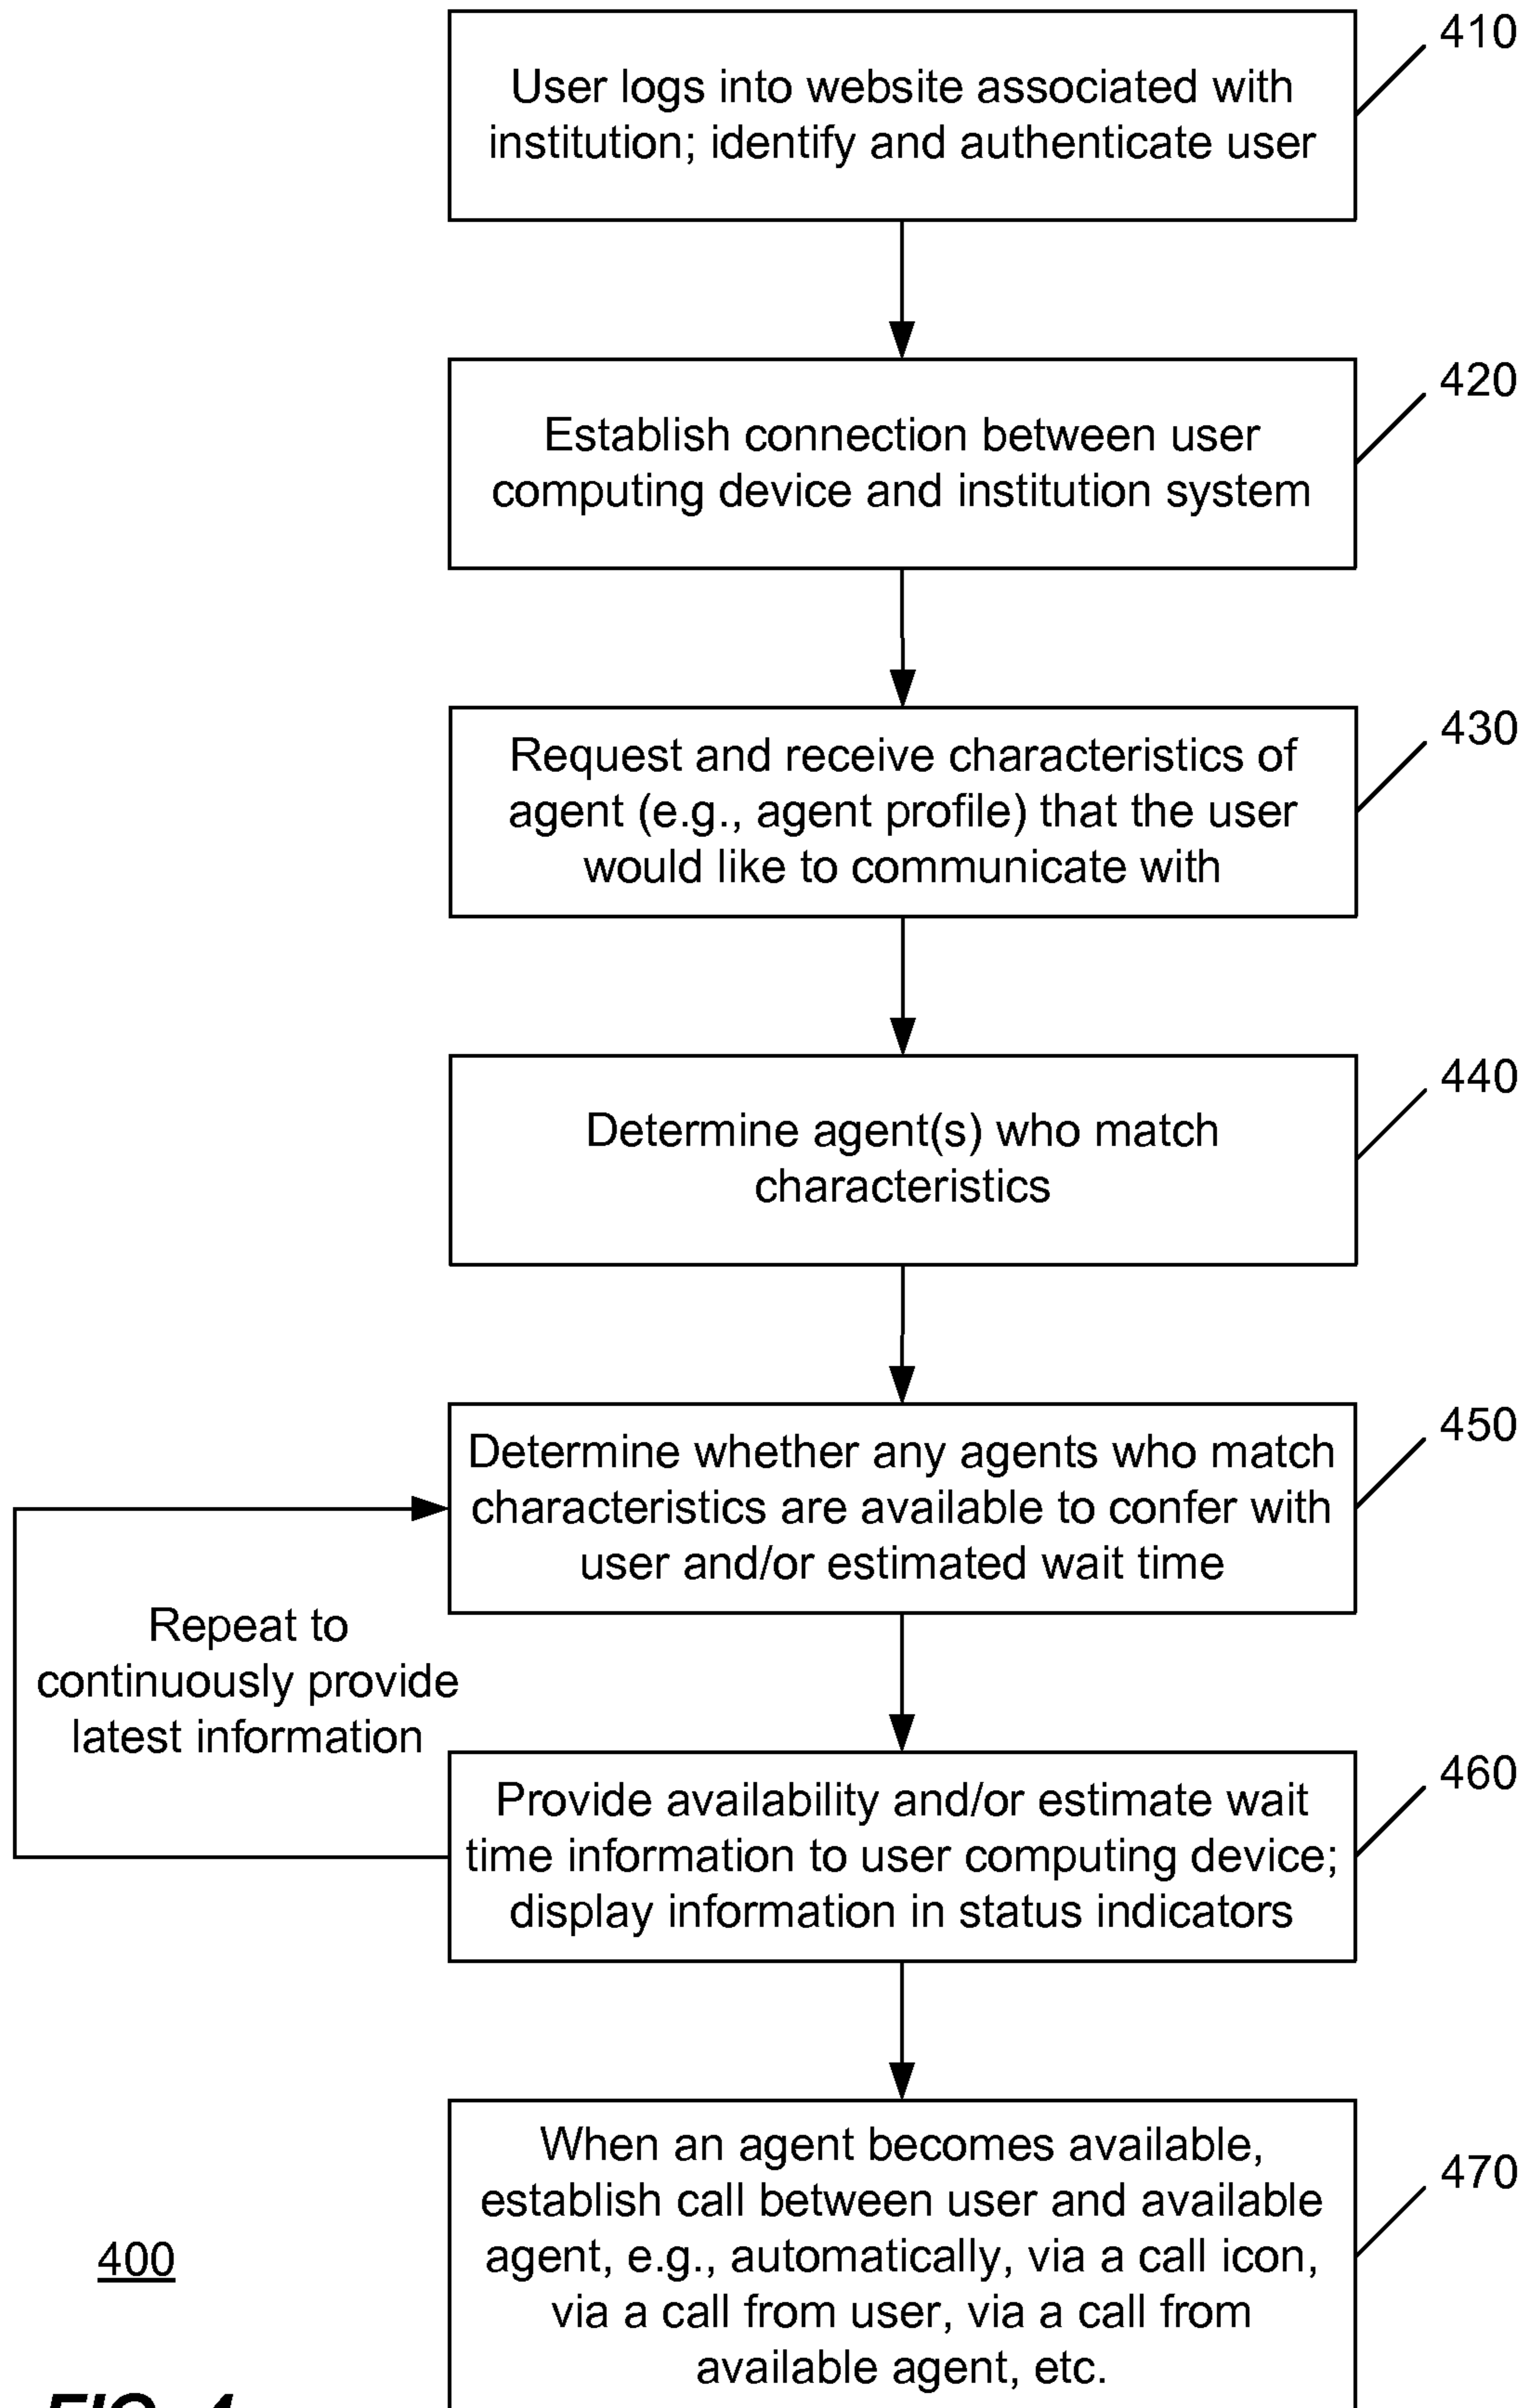 410
User logs into website associated with
institution; identify and authenticate user
420
Establish connection between user
computing device and institution system
430
Request and receive characteristics of
agent (e.g., agent profile) that the user
would like to communicate with
440
Determine agent(s) who match
characteristics
450
Determine whether any agents who match
characteristics are available to confer with
user and/or estimated wait time
Repeat to
continuously provide
latest information
460
Provide availability and/or estimate wait
time information to user computing device;
display information in status indicators
470
When an agent becomes available,
establish call between user and available
agent, e.g., automatically, via a call icon,
via a call from user, via a call from
available agent, etc.
400
FIG. 4